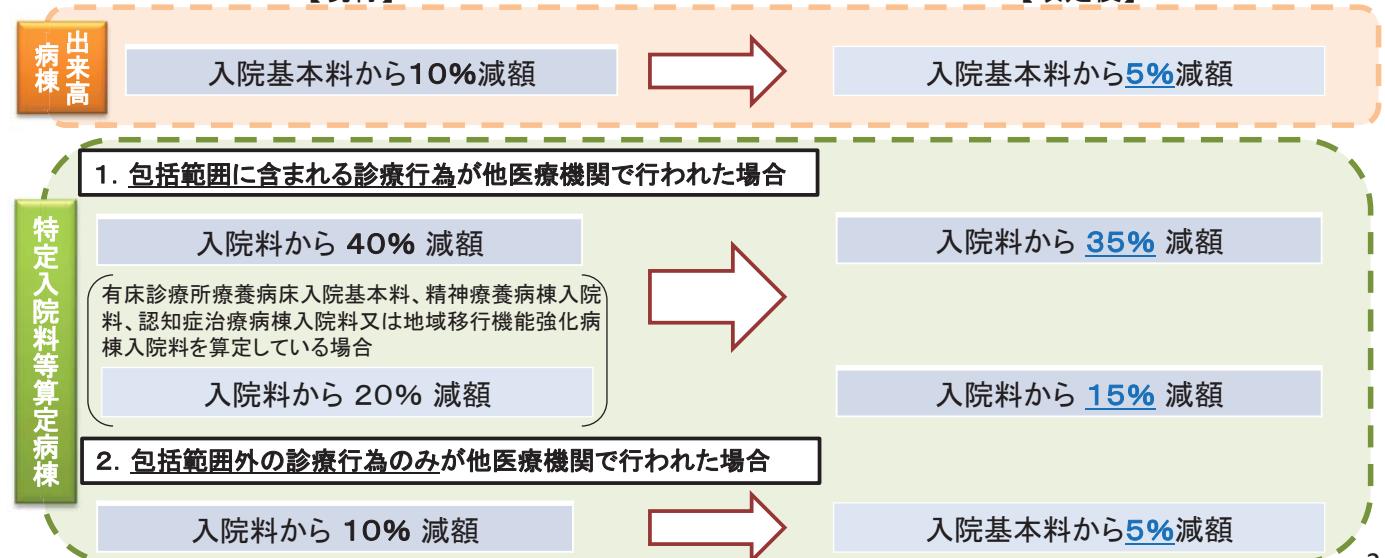 出来高
病棟
入院基本料から10%減額
入院基本料から5%減額
1. 包括範囲に含まれる診療行為が他医療機関で行われた場合
特定入院料等算定病棟
入院料から 40% 減額
入院料から 35% 減額
有床診療所療養病床入院基本料、精神療養病棟入院
料、認知症治療病棟入院料又は地域移行機能強化病
棟入院料を算定している場合
入院料から 20% 減額
入院料から 15% 減額
2. 包括範囲外の診療行為のみが他医療機関で行われた場合
入院料から 10% 減額
入院基本料から5%減額